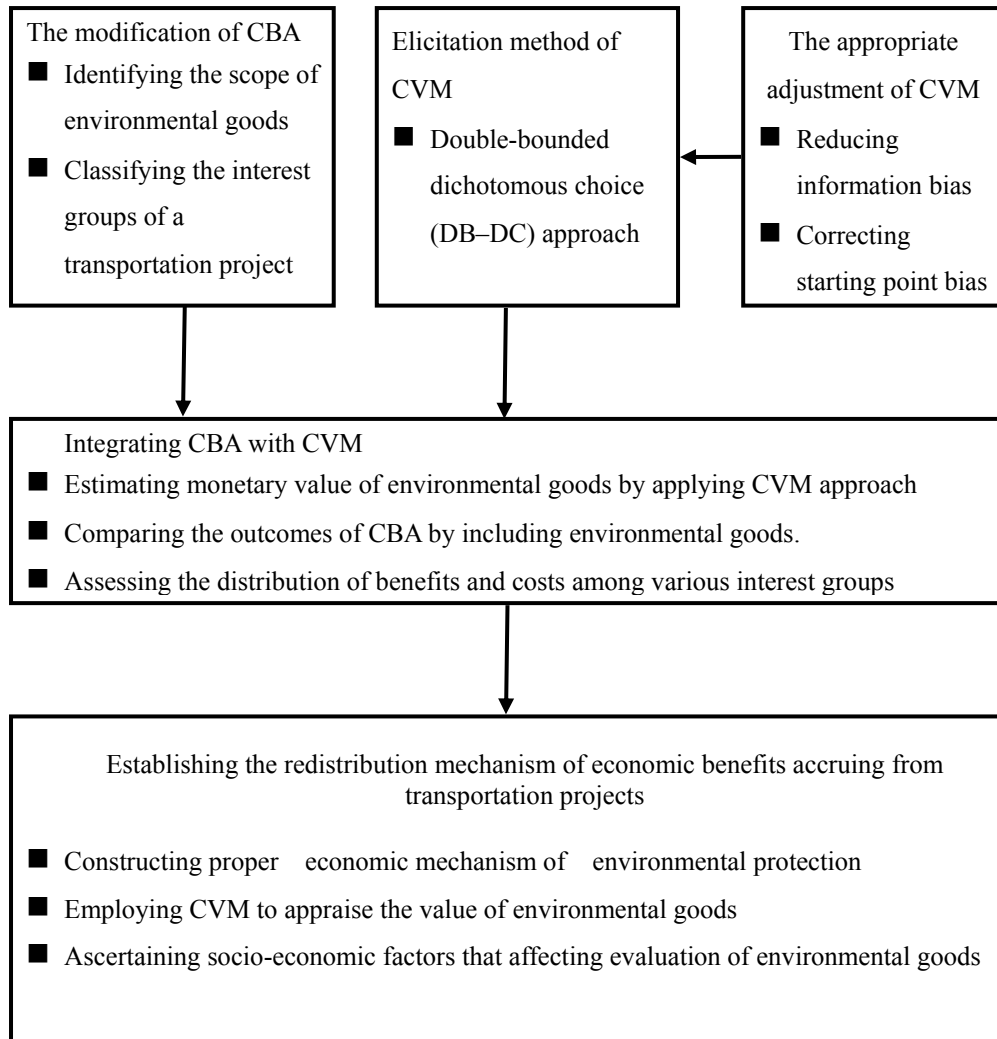 The modification of CBA
■ Identifying the scope of
environmental goods
■ Classifying the interest
groups of a
transportation project
Elicitation method of
CVM
■ Double-bounded
dichotomous choice
(DB–DC) approach
The appropriate
adjustment of CVM
■ Reducing
information bias
■ Correcting
starting point bias
Integrating CBA with CVM
■ Estimating monetary value of environmental goods by applying CVM approach
■ Comparing the outcomes of CBA by including environmental goods.
■ Assessing the distribution of benefits and costs among various interest groups
Establishing the redistribution mechanism of economic benefits accruing from
transportation projects
■ Constructing proper economic mechanism of environmental protection
■ Employing CVM to appraise the value of environmental goods
■ Ascertaining socio-economic factors that affecting evaluation of environmental goods